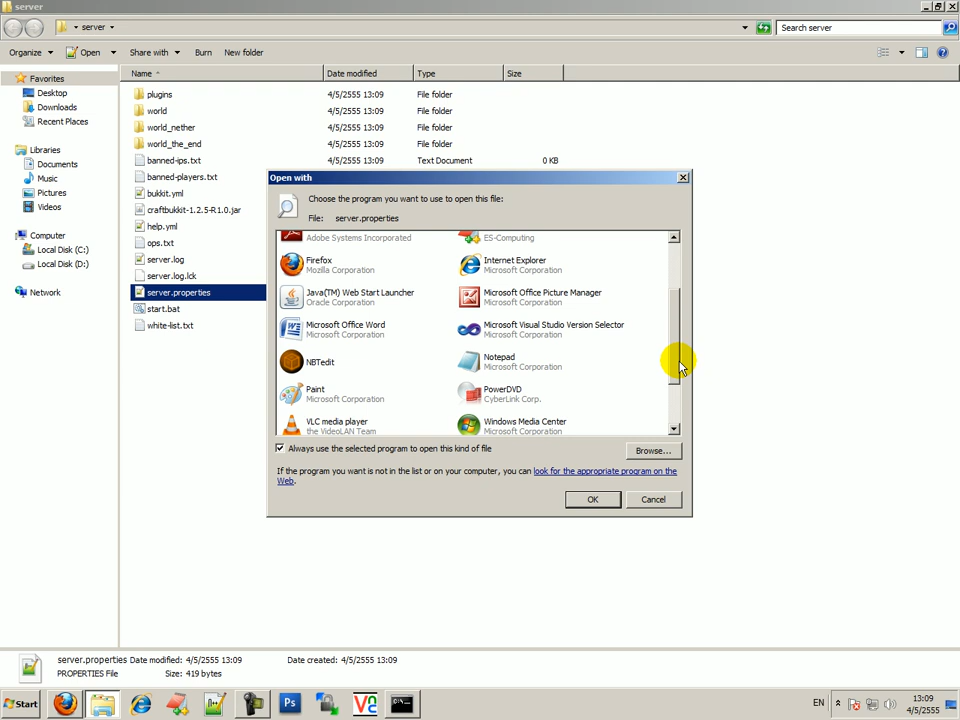 server
server
Search server
Organize
Open
Share with
Burn
New folder
Favorites
Desktop
Downloads
Recent Places
Libraries
Documents
Music
Pictures
Videos
Computer
Local Disk (C:)
Local Disk (D:)
Network
Name Date modified Type Size
plugins 4/5/2555 13:09 File folder
world 4/5/2555 13:09 File folder
world_nether 4/5/2555 13:09 File folder
world_the_end 4/5/2555 13:09 File folder
banned-ips.txt 4/5/2555 13:09 Text Document 0 KB
banned-players.txt
bukkit.yml
craftbukkit-1.2.5-R1.0.jar
help.yml
ops.txt
server.log
server.log.lck
server.properties
start.bat
white-list.txt
Open with
Choose the program you want to use to open this file:
File: server.properties
Adobe Systems Incorporated
ES-Computing
Firefox
Mozilla Corporation
Internet Explorer
Microsoft Corporation
Java(TM) Web Start Launcher
Oracle Corporation
Microsoft Office Picture Manager
Microsoft Corporation
Microsoft Office Word
Microsoft Corporation
Microsoft Visual Studio Version Selector
Microsoft Corporation
NBTedit
Notepad
Microsoft Corporation
Paint
Microsoft Corporation
PowerDVD
CyberLink Corp.
VLC media player
the VideoLAN Team
Windows Media Center
Microsoft Corporation
Always use the selected program to open this kind of file
Browse...
If the program you want is not in the list or on your computer, you can look for the appropriate program on the
Web.
OK
Cancel
server.properties Date modified: 4/5/2555 13:09 Date created: 4/5/2555 13:09
PROPERTIES File Size: 419 bytes
Start
Ps
EN
13:09
4/5/2555